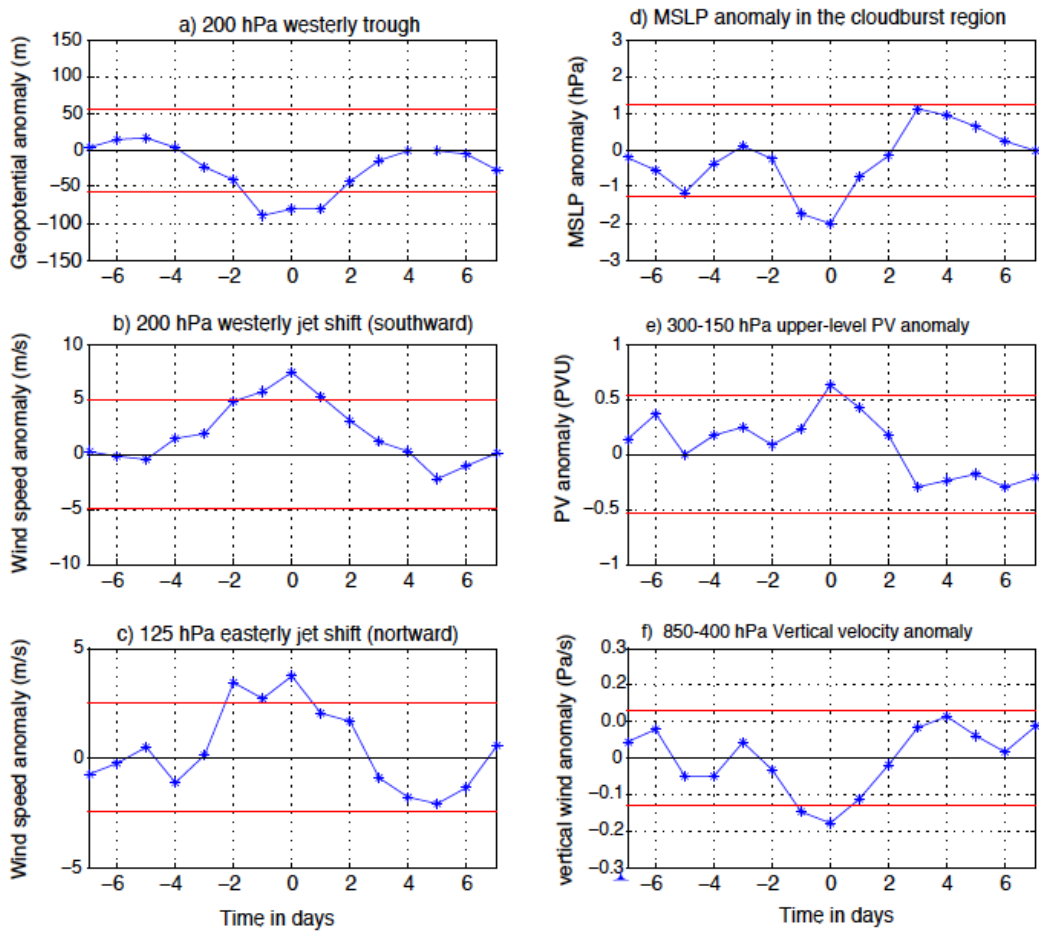 a) 200 hPa westerly trough
Geopotential anomaly (m)
150
100
50
0
−50
−100
−150
−6 −4 −2 0 2 4 6
b) 200 hPa westerly jet shift (southward)
Wind speed anomaly (m/s)
10
5
0
−5
−10
−6 −4 −2 0 2 4 6
c) 125 hPa easterly jet shift (nortward)
Wind speed anomaly (m/s)
5
0
−5
−6 −4 −2 0 2 4 6
Time in days
d) MSLP anomaly in the cloudburst region
MSLP anomaly (hPa)
3
2
1
0
−1
−2
−3
−6 −4 −2 0 2 4 6
e) 300-150 hPa upper-level PV anomaly
PV anomaly (PVU)
1
0.5
0
−0.5
−1
−6 −4 −2 0 2 4 6
f) 850-400 hPa Vertical velocity anomaly
vertical wind anomaly (Pa/s)
0.3
0.2
0.0
0
−0.1
−0.2
−0.3
−6 −4 −2 0 2 4 6
Time in days